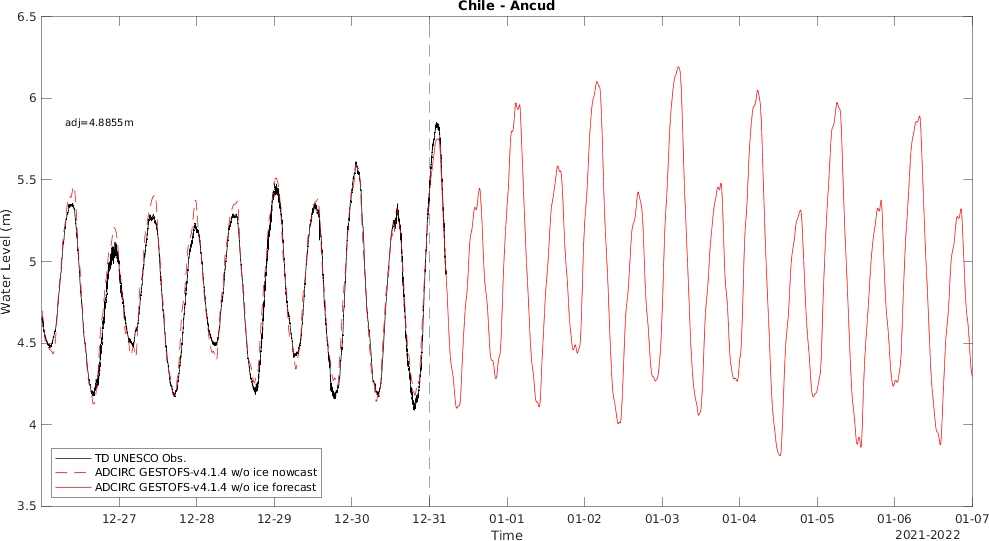 Chile - Ancud
6.5
6
5.5
5
4.5
4
3.5
Water Level (m)
adj=4.8855m
TD UNESCO Obs.
ADCIRC GESTOFS-v4.1.4 w/o ice nowcast
ADCIRC GESTOFS-v4.1.4 w/o ice forecast
12-27 12-28 12-29 12-30 12-31 01-01 01-02 01-03 01-04 01-05 01-06 01-07
Time
2021-2022